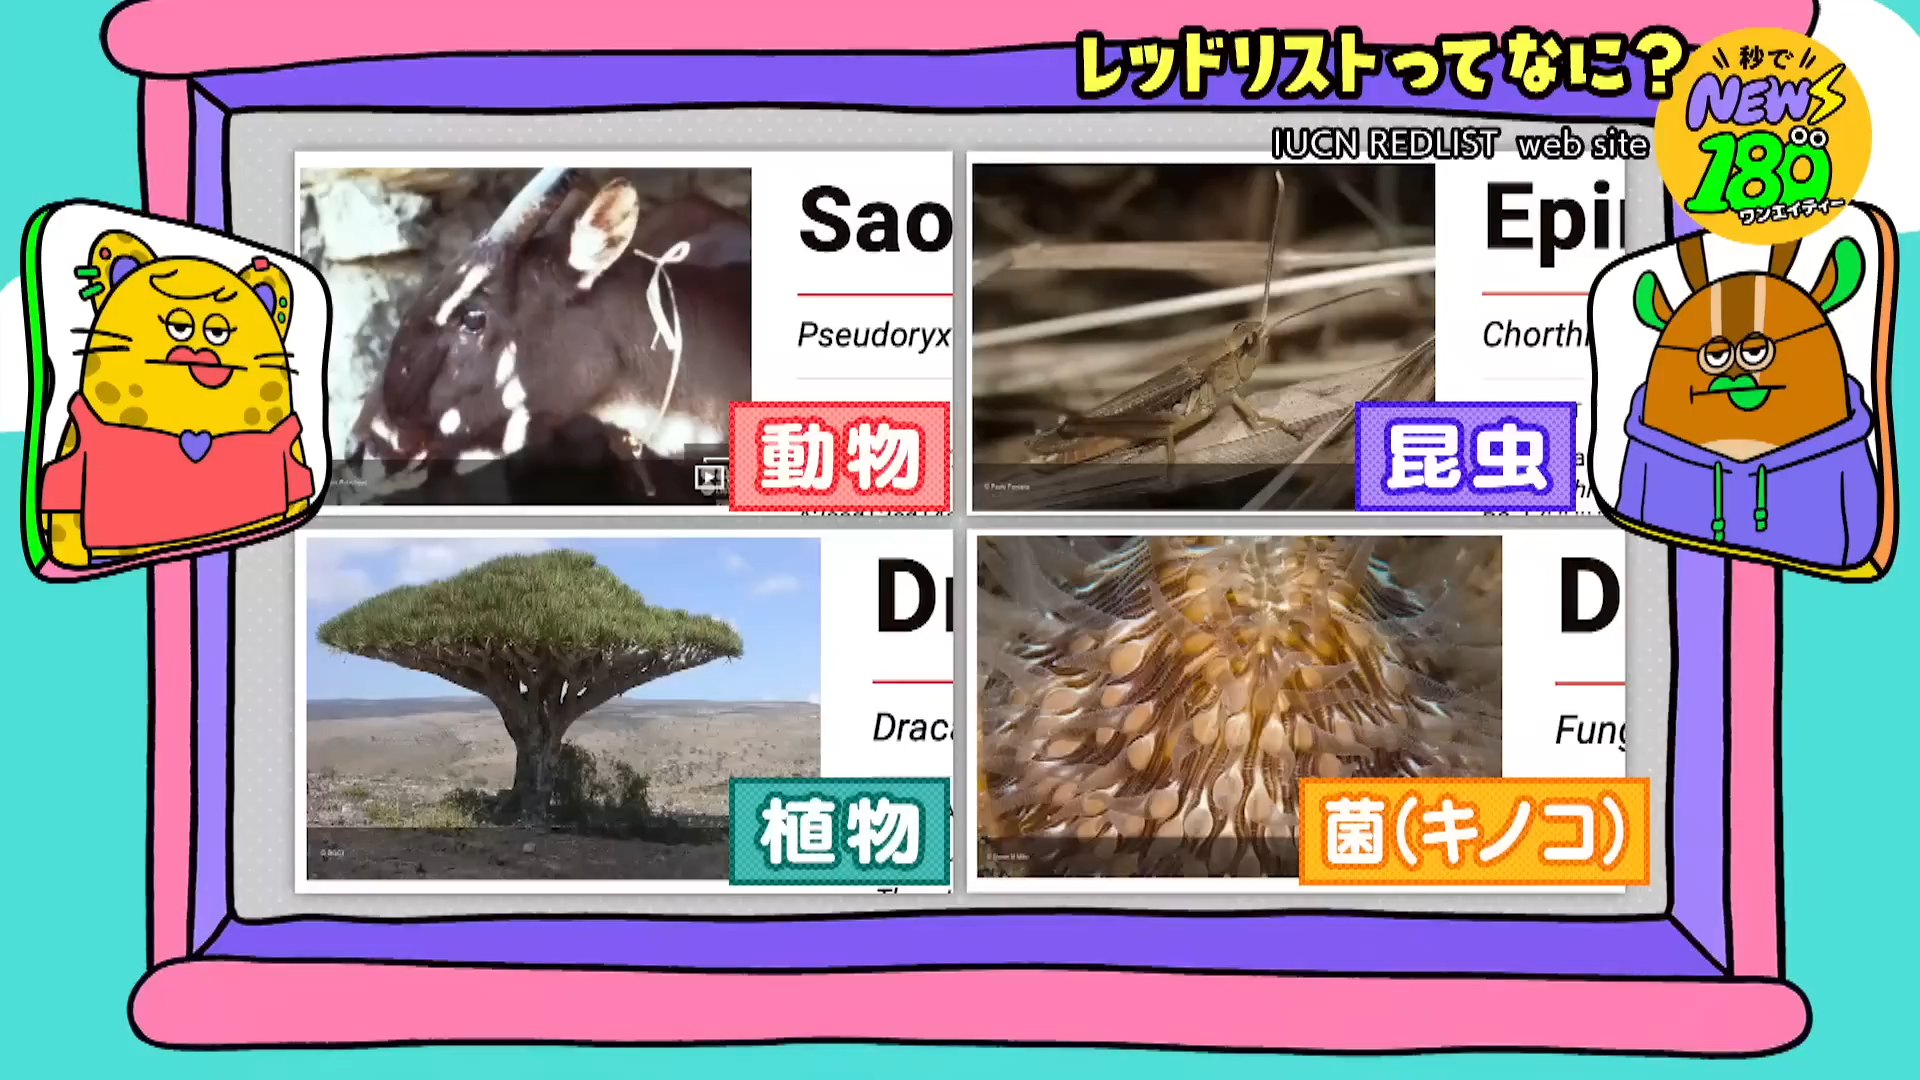 レッドリストってなに?
秒で
NEWS
180
ワンエイティー
IUCN REDLIST web site
Sao
Pseudoryx
動物
Epi
Chorthi
昆虫
Dr
Drac
植物
© BGCI
D
Fung
菌(キノコ)